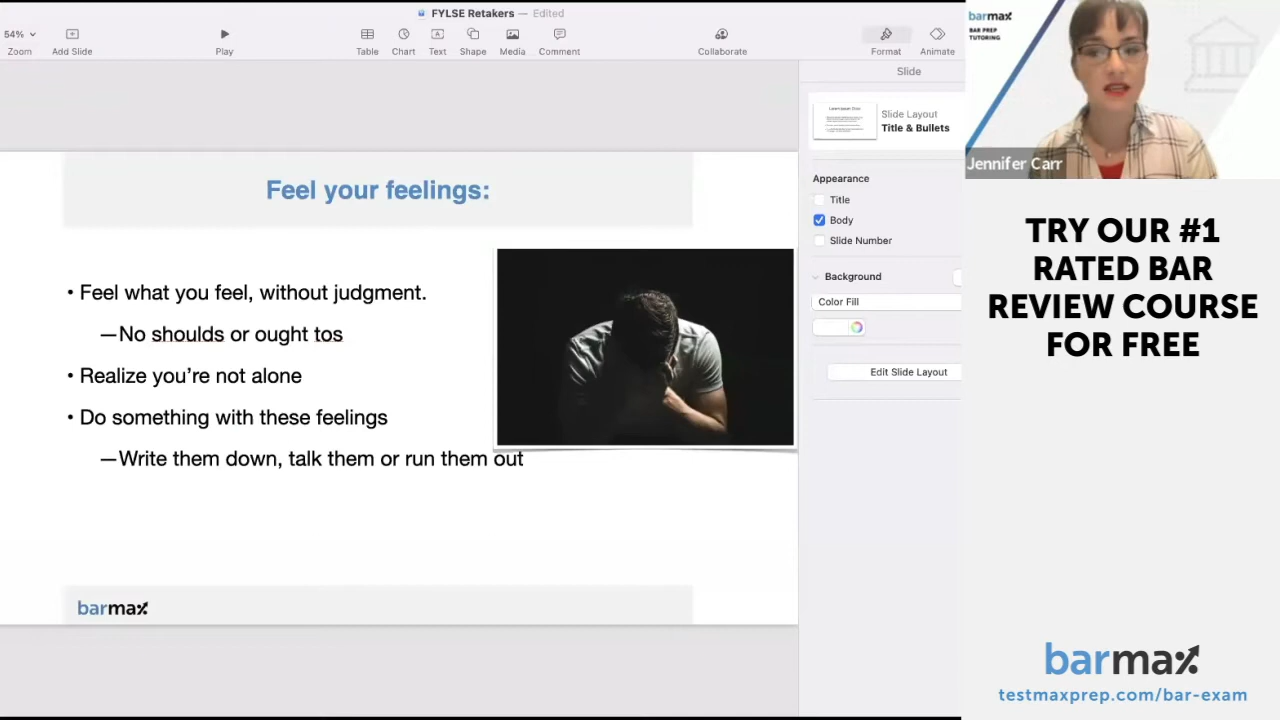 FYLSE Retakers — Edited
54%
Zoom
Add Slide
Play
Table
Chart
Text
Shape
Media
Comment
Collaborate
Format
Animate
Slide
Slide Layout
Title & Bullets
Appearance
Title
Body
Slide Number
Background
Color Fill
Edit Slide Layout
Feel your feelings:
• Feel what you feel, without judgment.
—No shoulds or ought tos
• Realize you’re not alone
• Do something with these feelings
—Write them down, talk them or run them out
barmax
barmax
BAR PREP
TUTORING
Jennifer Carr
TRY OUR #1
RATED BAR
REVIEW COURSE
FOR FREE
barmax
testmaxprep.com/bar-exam